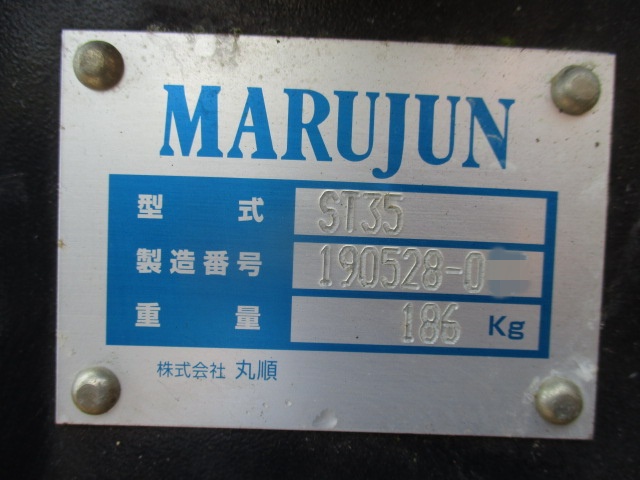 MARUJUN
型式 ST35
製造番号 190528-0
重量 186 Kg
株式会社 丸順